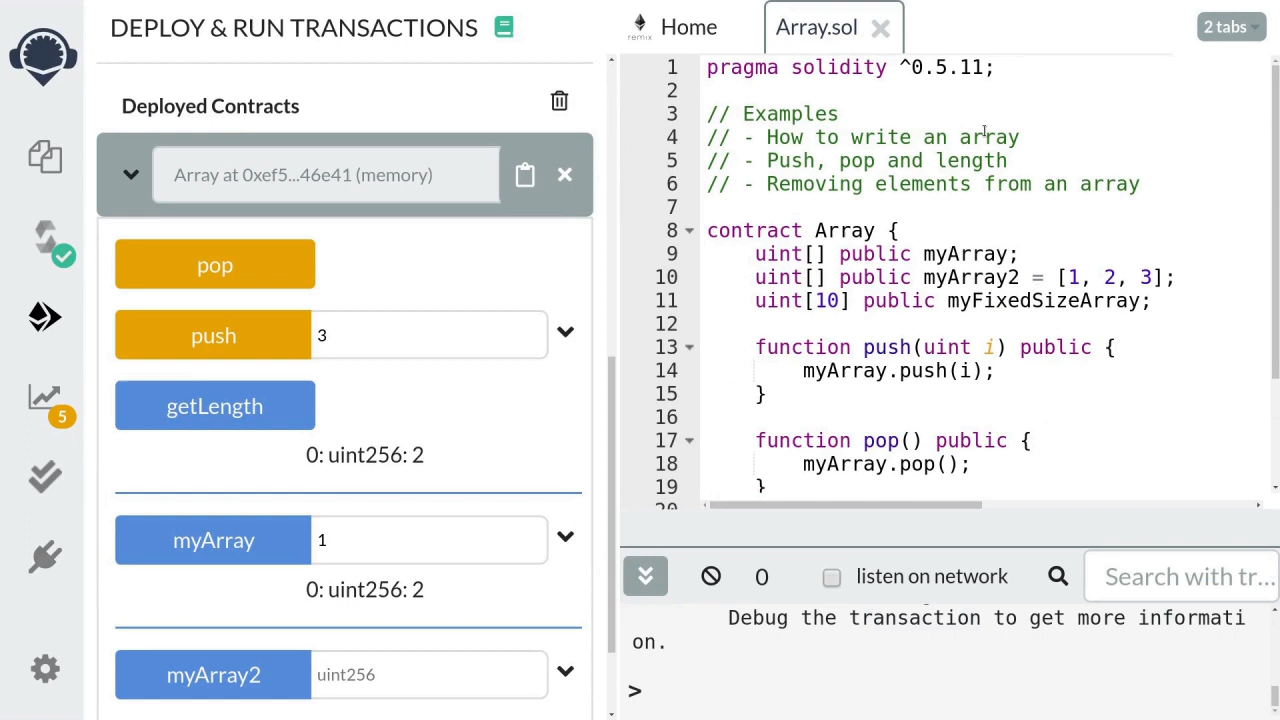 DEPLOY & RUN TRANSACTIONS
Deployed Contracts
Array at 0xef5...46e41 (memory)
pop
push 3
getLength
0: uint256: 2
myArray 1
0: uint256: 2
myArray2 uint256
5
remix
Home
Array.sol
2 tabs
1 pragma solidity ^0.5.11;
2
3 // Examples
4 // - How to write an array
5 // - Push, pop and length
6 // - Removing elements from an array
7
8 contract Array {
9 uint[] public myArray;
10 uint[] public myArray2 = [1, 2, 3];
11 uint[10] public myFixedSizeArray;
12
13 function push(uint i) public {
14 myArray.push(i);
15 }
16
17 function pop() public {
18 myArray.pop();
19 }
20
0 listen on network Search with tr...
Debug the transaction to get more informati
on.
>